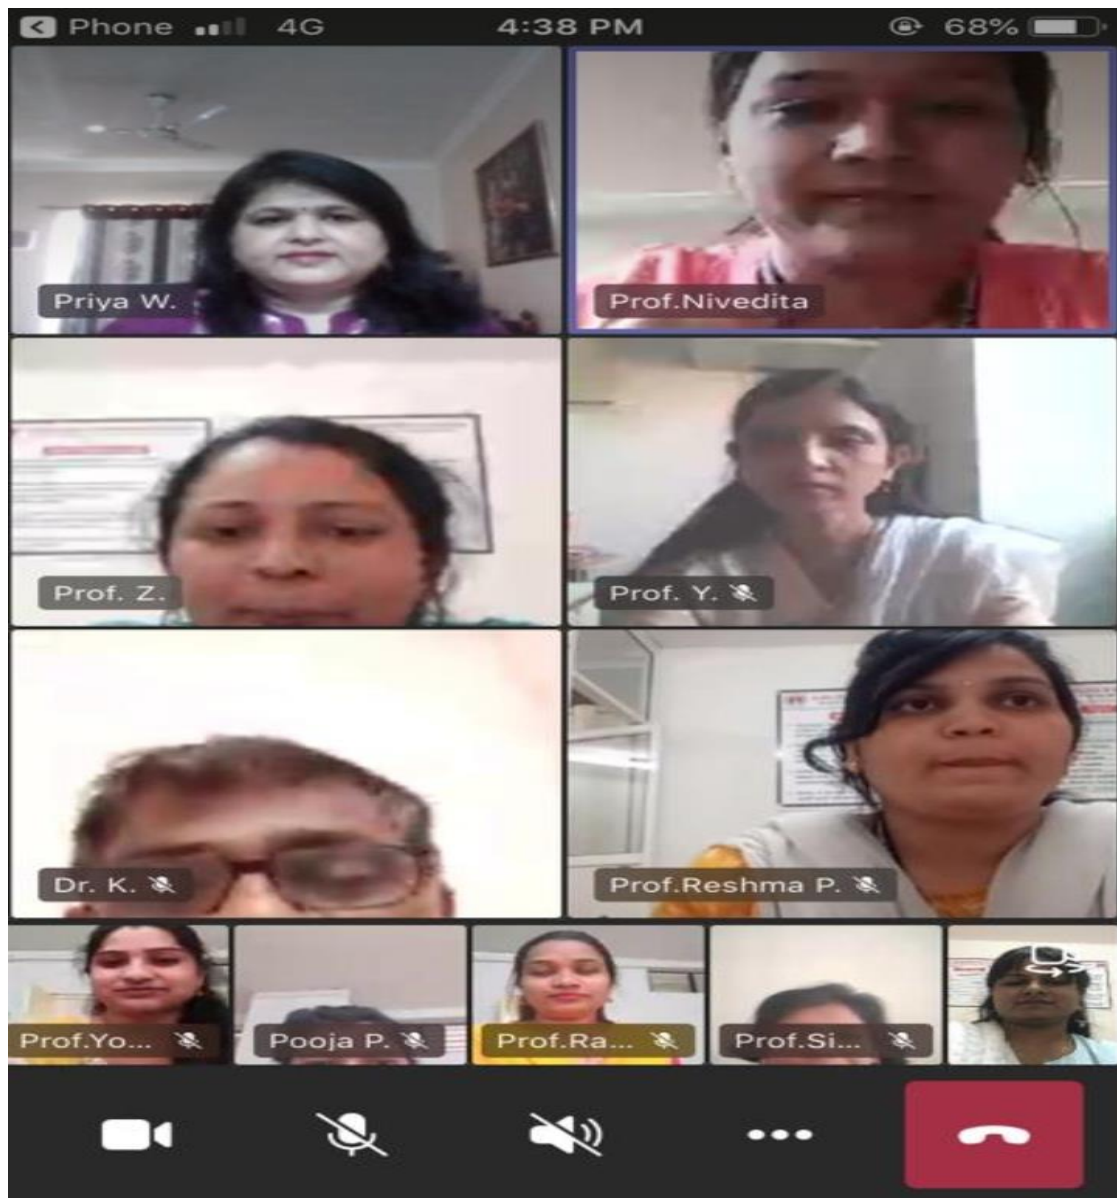 Phone 4G 4:38 PM 68%
Priya W.
Prof.Nivedita
Prof. Z.
Prof. Y.
Dr. K.
Prof.Reshma P.
Prof.Yo...
Pooja P.
Prof.Ra...
Prof.Si...